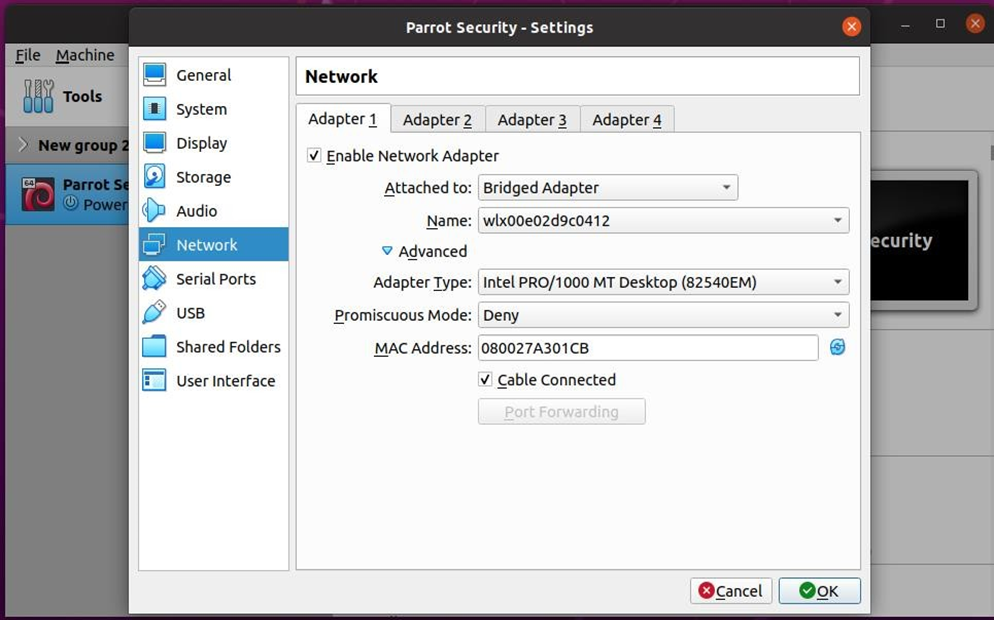 Parrot Security - Settings
File Machine
Tools
New group 2
64
Parrot Se
Power
ecurity
General
System
Display
Storage
Audio
Network
Serial Ports
USB
Shared Folders
User Interface
Network
Adapter 1 Adapter 2 Adapter 3 Adapter 4
Enable Network Adapter
Attached to: Bridged Adapter
Name: wlx00e02d9c0412
Advanced
Adapter Type: Intel PRO/1000 MT Desktop (82540EM)
Promiscuous Mode: Deny
MAC Address: 080027A301CB
Cable Connected
Port Forwarding
Cancel OK